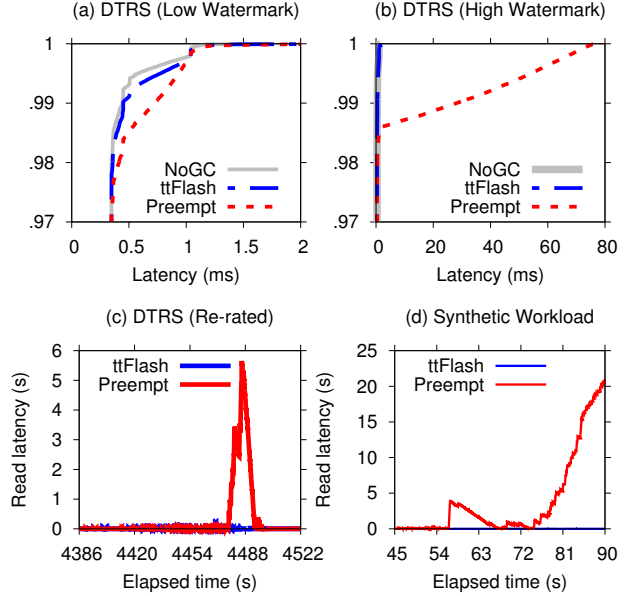 (a) DTRS (Low Watermark)
1
.99
.98
.97
NoGC
ttFlash
Preempt
0 0.5 1 1.5 2
Latency (ms)
(b) DTRS (High Watermark)
1
.99
.98
.97
NoGC
ttFlash
Preempt
0 20 40 60 80
Latency (ms)
(c) DTRS (Re-rated)
Read latency (s)
6
5
4
3
2
1
0
ttFlash
Preempt
4386 4420 4454 4488 4522
Elapsed time (s)
(d) Synthetic Workload
Read latency (s)
25
20
15
10
5
0
ttFlash
Preempt
45 54 63 72 81 90
Elapsed time (s)